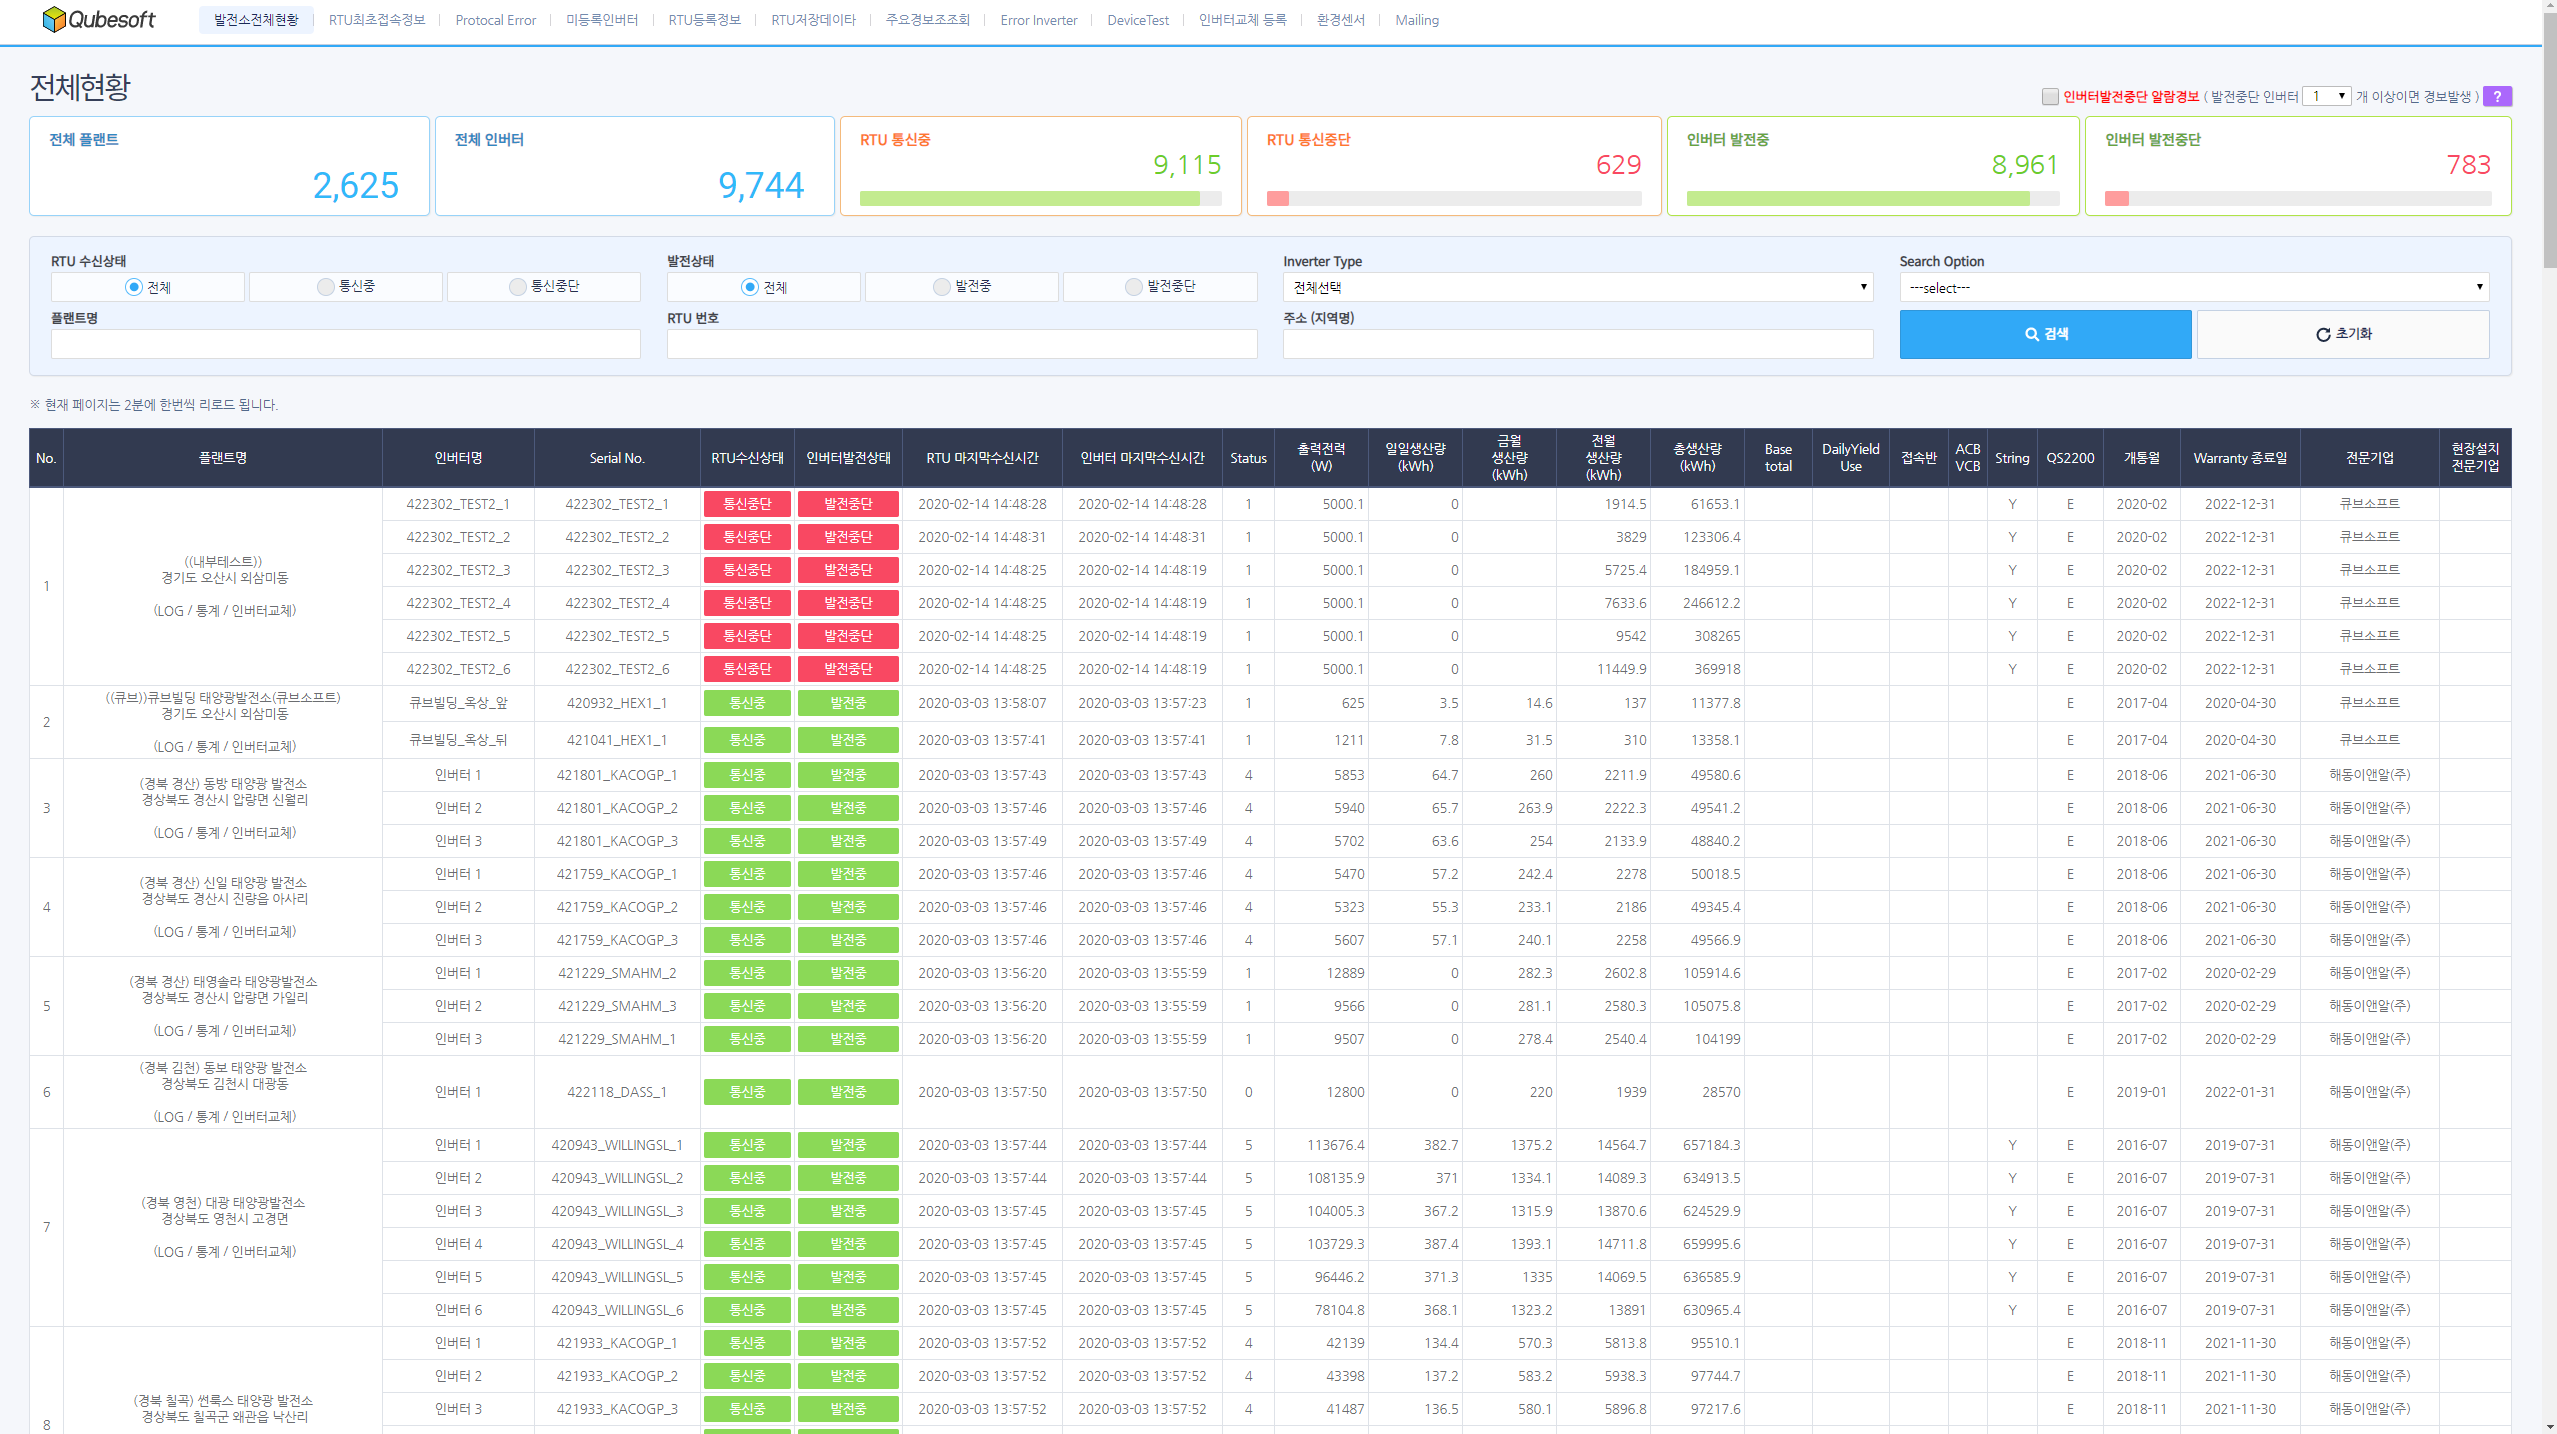 Qubesoft 발전소전체현황 RTU최초접속정보 Protocal Error 미등록인버터 RTU등록정보 RTU저장데이타 주요경보조조회 Error Inverter DeviceTest 인버터교체 등록 환경센서 Mailing
전체현황
인버터발전중단 알람경보 ( 발전중단 인버터 1 개 이상이면 경보발생 ) ?
전체 플랜트 전체 인버터 RTU 통신중 RTU 통신중단 인버터 발전중 인버터 발전중단
2,625 9,744 9,115 629 8,961 783
RTU 수신상태 발전상태 Inverter Type Search Option
전체 통신중 통신중단 전체 발전중 발전중단 전체선택 ---select---
플랜트명 RTU 번호 주소 (지역명) 검색 초기화
※ 현재 페이지는 2분에 한번씩 리로드 됩니다.
No. 플랜트명 인버터명 Serial No. RTU수신상태 인버터발전상태 RTU 마지막수신시간 인버터 마지막수신시간 Status 출력전력 (W) 일일생산량 (kWh) 금월 생산량 (kWh) 전월 생산량 (kWh) 총생산량 (kWh) Base total DailyYield Use 접속반 ACB VCB String QS2200 개통월 Warranty 종료일 전문기업 현장설치 전문기업
1
((내부테스트))
경기도 오산시 외삼미동
(LOG / 통계 / 인버터교체)
422302_TEST2_1 422302_TEST2_1 통신중단 발전중단 2020-02-14 14:48:28 2020-02-14 14:48:28 1 5000.1 0 1914.5 61653.1 Y E 2020-02 2022-12-31 큐브소프트
422302_TEST2_2 422302_TEST2_2 통신중단 발전중단 2020-02-14 14:48:31 2020-02-14 14:48:31 1 5000.1 0 3829 123306.4 Y E 2020-02 2022-12-31 큐브소프트
422302_TEST2_3 422302_TEST2_3 통신중단 발전중단 2020-02-14 14:48:25 2020-02-14 14:48:19 1 5000.1 0 5725.4 184959.1 Y E 2020-02 2022-12-31 큐브소프트
422302_TEST2_4 422302_TEST2_4 통신중단 발전중단 2020-02-14 14:48:25 2020-02-14 14:48:19 1 5000.1 0 7633.6 246612.2 Y E 2020-02 2022-12-31 큐브소프트
422302_TEST2_5 422302_TEST2_5 통신중단 발전중단 2020-02-14 14:48:25 2020-02-14 14:48:19 1 5000.1 0 9542 308265 Y E 2020-02 2022-12-31 큐브소프트
422302_TEST2_6 422302_TEST2_6 통신중단 발전중단 2020-02-14 14:48:25 2020-02-14 14:48:19 1 5000.1 0 11449.9 369918 Y E 2020-02 2022-12-31 큐브소프트
2
((큐브))큐브빌딩 태양광발전소(큐브소프트)
경기도 오산시 외삼미동
(LOG / 통계 / 인버터교체)
큐브빌딩_옥상_앞 420932_HEX1_1 통신중 발전중 2020-03-03 13:58:07 2020-03-03 13:57:23 1 625 3.5 14.6 137 11377.8 E 2017-04 2020-04-30 큐브소프트
큐브빌딩_옥상_뒤 421041_HEX1_1 통신중 발전중 2020-03-03 13:57:41 2020-03-03 13:57:41 1 1211 7.8 31.5 310 13358.1 E 2017-04 2020-04-30 큐브소프트
3
(경북 경산) 동방 태양광 발전소
경상북도 경산시 압량면 신월리
(LOG / 통계 / 인버터교체)
인버터 1 421801_KACOGP_1 통신중 발전중 2020-03-03 13:57:43 2020-03-03 13:57:43 4 5853 64.7 260 2211.9 49580.6 E 2018-06 2021-06-30 해동이앤알(주)
인버터 2 421801_KACOGP_2 통신중 발전중 2020-03-03 13:57:46 2020-03-03 13:57:46 4 5940 65.7 263.9 2222.3 49541.2 E 2018-06 2021-06-30 해동이앤알(주)
인버터 3 421801_KACOGP_3 통신중 발전중 2020-03-03 13:57:49 2020-03-03 13:57:49 4 5702 63.6 254 2133.9 48840.2 E 2018-06 2021-06-30 해동이앤알(주)
4
(경북 경산) 신일 태양광 발전소
경상북도 경산시 진량읍 아사리
(LOG / 통계 / 인버터교체)
인버터 1 421759_KACOGP_1 통신중 발전중 2020-03-03 13:57:46 2020-03-03 13:57:46 4 5470 57.2 242.4 2278 50018.5 E 2018-06 2021-06-30 해동이앤알(주)
인버터 2 421759_KACOGP_2 통신중 발전중 2020-03-03 13:57:46 2020-03-03 13:57:46 4 5323 55.3 233.1 2186 49345.4 E 2018-06 2021-06-30 해동이앤알(주)
인버터 3 421759_KACOGP_3 통신중 발전중 2020-03-03 13:57:46 2020-03-03 13:57:46 4 5607 57.1 240.1 2258 49566.9 E 2018-06 2021-06-30 해동이앤알(주)
5
(경북 경산) 태영솔라 태양광발전소
경상북도 경산시 압량면 가일리
(LOG / 통계 / 인버터교체)
인버터 1 421229_SMAHM_2 통신중 발전중 2020-03-03 13:56:20 2020-03-03 13:55:59 1 12889 0 282.3 2602.8 105914.6 E 2017-02 2020-02-29 해동이앤알(주)
인버터 2 421229_SMAHM_3 통신중 발전중 2020-03-03 13:56:20 2020-03-03 13:55:59 1 9566 0 281.1 2580.3 105075.8 E 2017-02 2020-02-29 해동이앤알(주)
인버터 3 421229_SMAHM_1 통신중 발전중 2020-03-03 13:56:20 2020-03-03 13:55:59 1 9507 0 278.4 2540.4 104199 E 2017-02 2020-02-29 해동이앤알(주)
6
(경북 김천) 동보 태양광 발전소
경상북도 김천시 대광동
(LOG / 통계 / 인버터교체)
인버터 1 422118_DASS_1 통신중 발전중 2020-03-03 13:57:50 2020-03-03 13:57:50 0 12800 0 220 1939 28570 E 2019-01 2022-01-31 해동이앤알(주)
7
(경북 영천) 대광 태양광발전소
경상북도 영천시 고경면
(LOG / 통계 / 인버터교체)
인버터 1 420943_WILLINGSL_1 통신중 발전중 2020-03-03 13:57:44 2020-03-03 13:57:44 5 113676.4 382.7 1375.2 14564.7 657184.3 Y E 2016-07 2019-07-31 해동이앤알(주)
인버터 2 420943_WILLINGSL_2 통신중 발전중 2020-03-03 13:57:44 2020-03-03 13:57:44 5 108135.9 371 1334.1 14089.3 634913.5 Y E 2016-07 2019-07-31 해동이앤알(주)
인버터 3 420943_WILLINGSL_3 통신중 발전중 2020-03-03 13:57:45 2020-03-03 13:57:45 5 104005.3 367.2 1315.9 13870.6 624529.9 Y E 2016-07 2019-07-31 해동이앤알(주)
인버터 4 420943_WILLINGSL_4 통신중 발전중 2020-03-03 13:57:45 2020-03-03 13:57:45 5 103729.3 387.4 1393.1 14711.8 659995.6 Y E 2016-07 2019-07-31 해동이앤알(주)
인버터 5 420943_WILLINGSL_5 통신중 발전중 2020-03-03 13:57:45 2020-03-03 13:57:45 5 96446.2 371.3 1335 14069.5 636585.9 Y E 2016-07 2019-07-31 해동이앤알(주)
인버터 6 420943_WILLINGSL_6 통신중 발전중 2020-03-03 13:57:45 2020-03-03 13:57:45 5 78104.8 368.1 1323.2 13891 630965.4 Y E 2016-07 2019-07-31 해동이앤알(주)
8
(경북 칠곡) 썬룩스 태양광 발전소
경상북도 칠곡군 왜관읍 낙산리
인버터 1 421933_KACOGP_1 통신중 발전중 2020-03-03 13:57:52 2020-03-03 13:57:52 4 42139 134.4 570.3 5813.8 95510.1 E 2018-11 2021-11-30 해동이앤알(주)
인버터 2 421933_KACOGP_2 통신중 발전중 2020-03-03 13:57:52 2020-03-03 13:57:52 4 43398 137.2 583.2 5938.3 97744.7 E 2018-11 2021-11-30 해동이앤알(주)
인버터 3 421933_KACOGP_3 통신중 발전중 2020-03-03 13:57:52 2020-03-03 13:57:52 4 41487 136.5 580.1 5896.8 97217.6 E 2018-11 2021-11-30 해동이앤알(주)